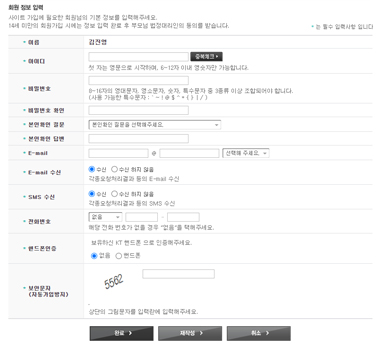 회원 정보 입력
사이트 가입에 필요한 회원님의 기본 정보를 입력해주세요.
14세 미만의 회원가입 시에는 정보 입력 완료 후 부모님 법정대리인의 동의를 받습니다.
* 는 필수 입력사항 입니다
* 이름 김진영
* 아이디 중복체크
첫 자는 영문으로 시작하며, 6~12자 이내 영숫자만 가능합니다.
* 비밀번호
8~16자의 영대문자, 영소문자, 숫자, 특수문자 중 3종류 이상 조합되어야 합니다.
* 비밀번호 확인
* 본인확인 질문 본인확인 질문을 선택해주세요.
* 본인확인 답변
* E-mail @ 선택해 주세요.
* E-mail 수신 수신 수신 하지 않음
각종요청처리결과 등의 E-mail 수신
* SMS 수신 수신 수신 하지 않음
각종요청처리결과 등의 SMS 수신
* 전화번호 없음 -
해당 전화 번호가 없을 경우 "없음"을 택해주세요.
* 핸드폰인증 보유하신 KT 핸드폰 으로 인증해주세요.
없음 핸드폰
* 보안문자
(자동가입방지)
5562
상단의 그림문자를 입력란에 입력해주세요.
완료 > 재작성 > 취소 >